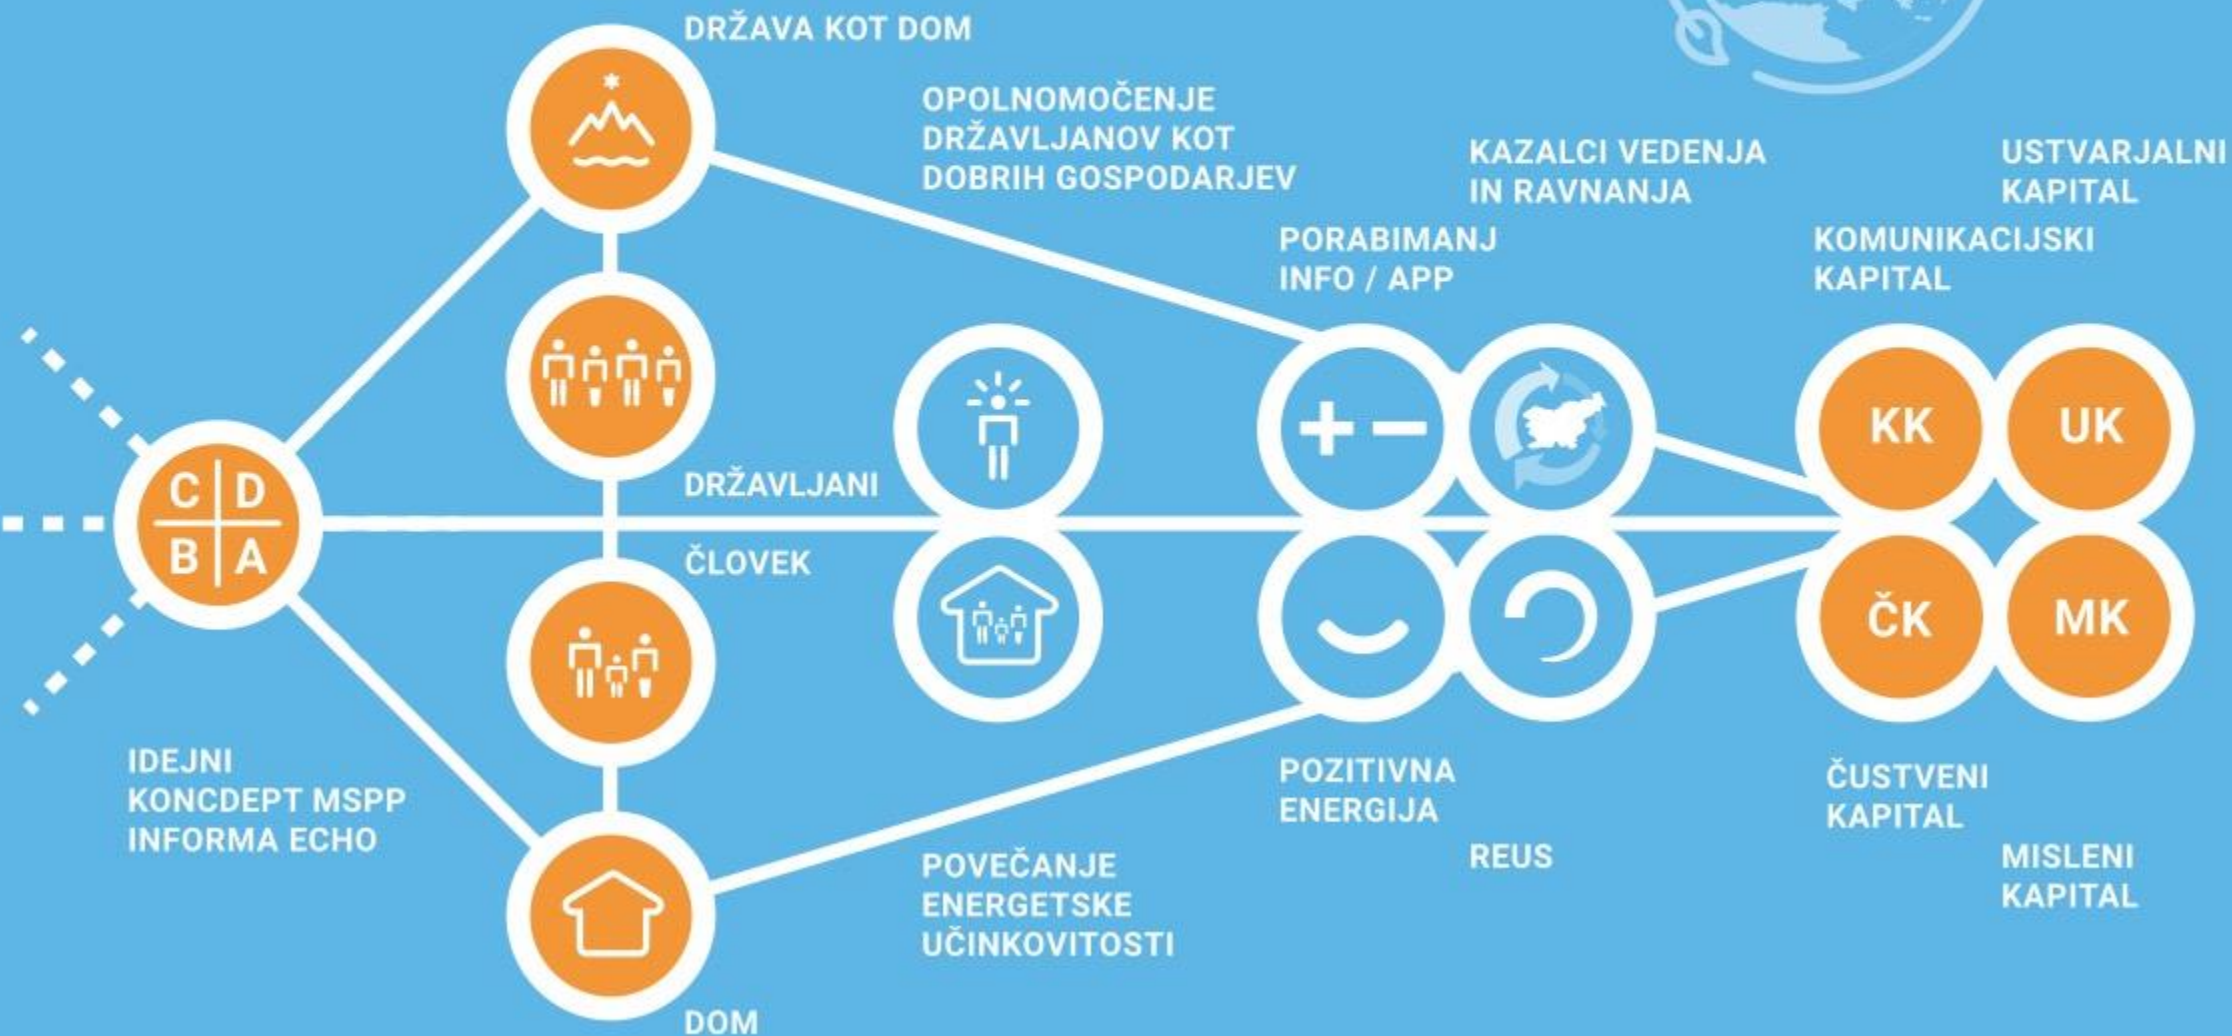 DRŽAVA KOT DOM
OPOLNOMOČENJE
DRŽAVLJANOV KOT
DOBRIH GOSPODARJEV
KAZALCI VEDENJA
IN RAVNANJA
USTVARJALNI
KAPITAL
PORABIMANJ
INFO / APP
KOMUNIKACIJSKI
KAPITAL
KK
UK
DRŽAVLJANI
C D
B A
ČLOVEK
ČK
MK
IDEJNI
KONCDEPT MSPP
INFORMA ECHO
POZITIVNA
ENERGIJA
ČUSTVENI
KAPITAL
POVEČANJE
ENERGETSKE
UČINKOVITOSTI
REUS
MISLENI
KAPITAL
DOM